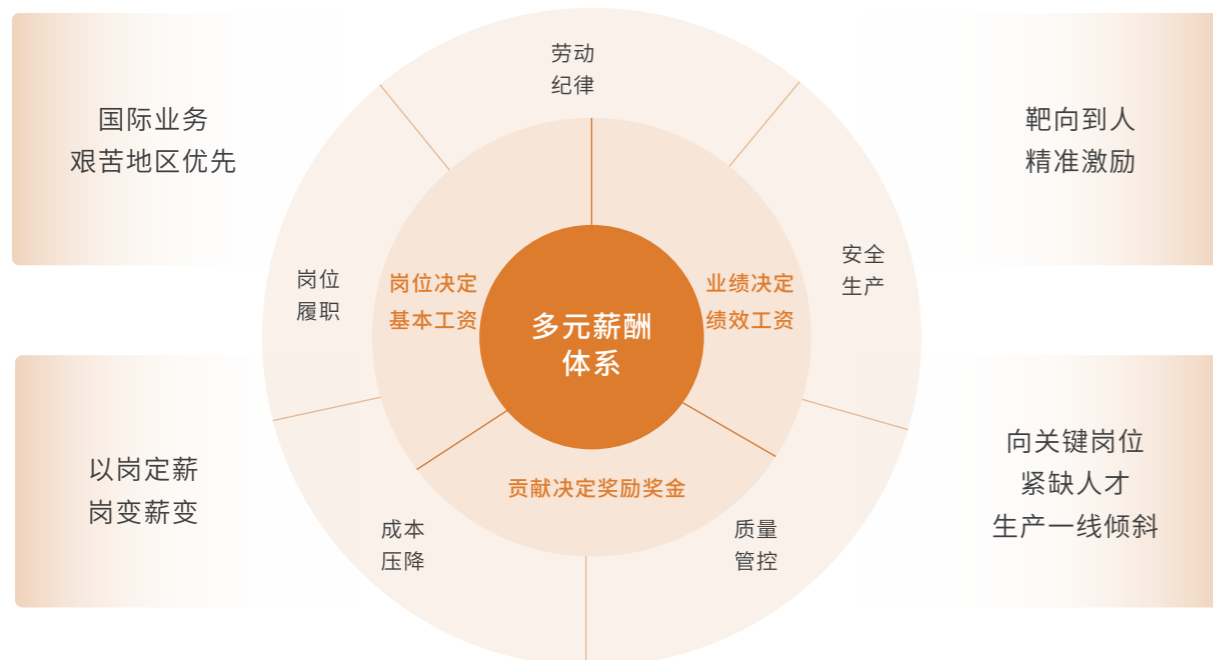 劳动
纪律
国际业务
艰苦地区优先
靶向到人
精准激励
岗位
履职
岗位决定
基本工资
多元薪酬
体系
业绩决定
绩效工资
安全
生产
以岗定薪
岗变薪变
贡献决定奖励奖金
成本
压降
质量
管控
向关键岗位
紧缺人才
生产一线倾斜